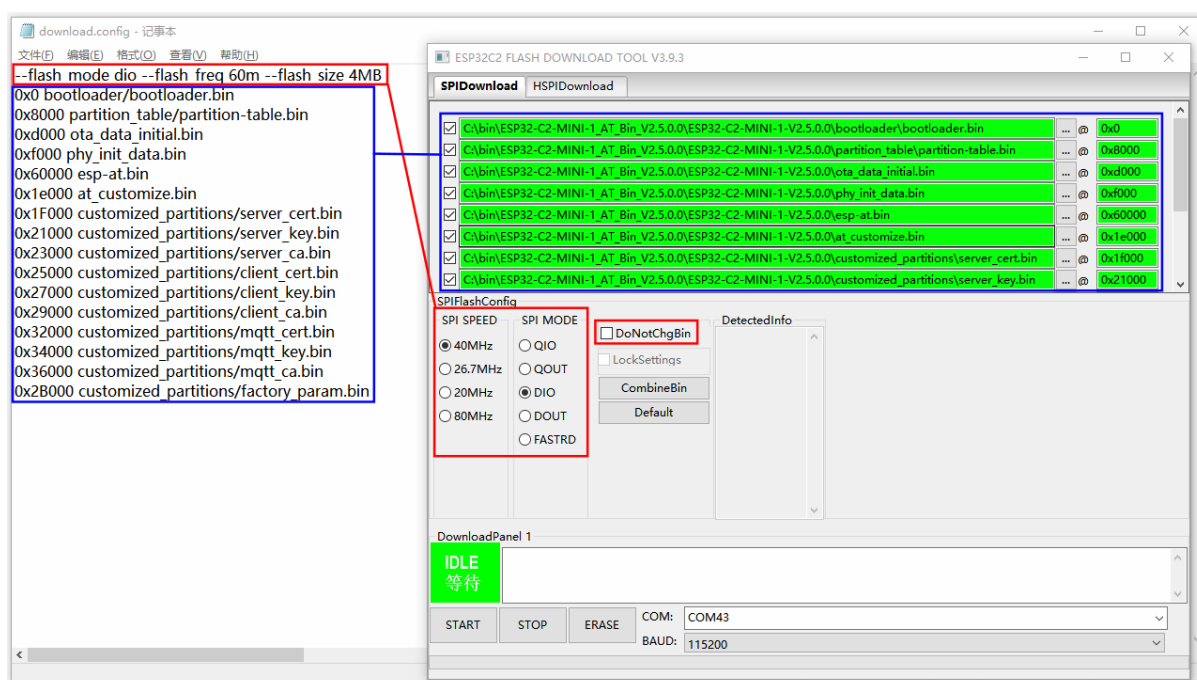 download.config - 记事本
文件(F) 编辑(E) 格式(O) 查看(V) 帮助(H)
--flash_mode dio --flash_freq 60m --flash_size 4MB
0x0 bootloader/bootloader.bin
0x8000 partition_table/partition-table.bin
0xd000 ota_data_initial.bin
0xf000 phy_init_data.bin
0x60000 esp-at.bin
0x1e000 at_customize.bin
0x1F000 customized_partitions/server_cert.bin
0x21000 customized_partitions/server_key.bin
0x23000 customized_partitions/server_ca.bin
0x25000 customized_partitions/client_cert.bin
0x27000 customized_partitions/client_key.bin
0x29000 customized_partitions/client_ca.bin
0x32000 customized_partitions/mqtt_cert.bin
0x34000 customized_partitions/mqtt_key.bin
0x36000 customized_partitions/mqtt_ca.bin
0x2B000 customized_partitions/factory_param.bin
ESP32C2 FLASH DOWNLOAD TOOL V3.9.3
SPIDownload HSPIDownload
C:\bin\ESP32-C2-MINI-1_AT_Bin_V2.5.0.0\ESP32-C2-MINI-1-V2.5.0.0\bootloader\bootloader.bin ... @ 0x0
C:\bin\ESP32-C2-MINI-1_AT_Bin_V2.5.0.0\ESP32-C2-MINI-1-V2.5.0.0\partition_table\partition-table.bin ... @ 0x8000
C:\bin\ESP32-C2-MINI-1_AT_Bin_V2.5.0.0\ESP32-C2-MINI-1-V2.5.0.0\ota_data_initial.bin ... @ 0xd000
C:\bin\ESP32-C2-MINI-1_AT_Bin_V2.5.0.0\ESP32-C2-MINI-1-V2.5.0.0\phy_init_data.bin ... @ 0xf000
C:\bin\ESP32-C2-MINI-1_AT_Bin_V2.5.0.0\ESP32-C2-MINI-1-V2.5.0.0\esp-at.bin ... @ 0x60000
C:\bin\ESP32-C2-MINI-1_AT_Bin_V2.5.0.0\ESP32-C2-MINI-1-V2.5.0.0\at_customize.bin ... @ 0x1e000
C:\bin\ESP32-C2-MINI-1_AT_Bin_V2.5.0.0\ESP32-C2-MINI-1-V2.5.0.0\customized_partitions\server_cert.bin ... @ 0x1f000
C:\bin\ESP32-C2-MINI-1_AT_Bin_V2.5.0.0\ESP32-C2-MINI-1-V2.5.0.0\customized_partitions\server_key.bin ... @ 0x21000
SPIFlashConfig
SPI SPEED SPI MODE DetectedInfo
DoNotChgBin
40MHz QIO
LockSettings
26.7MHz QOUT
CombineBin
20MHz DIO
Default
80MHz DOUT
FASTRD
DownloadPanel 1
IDLE
等待
START STOP ERASE
COM: COM43
BAUD: 115200